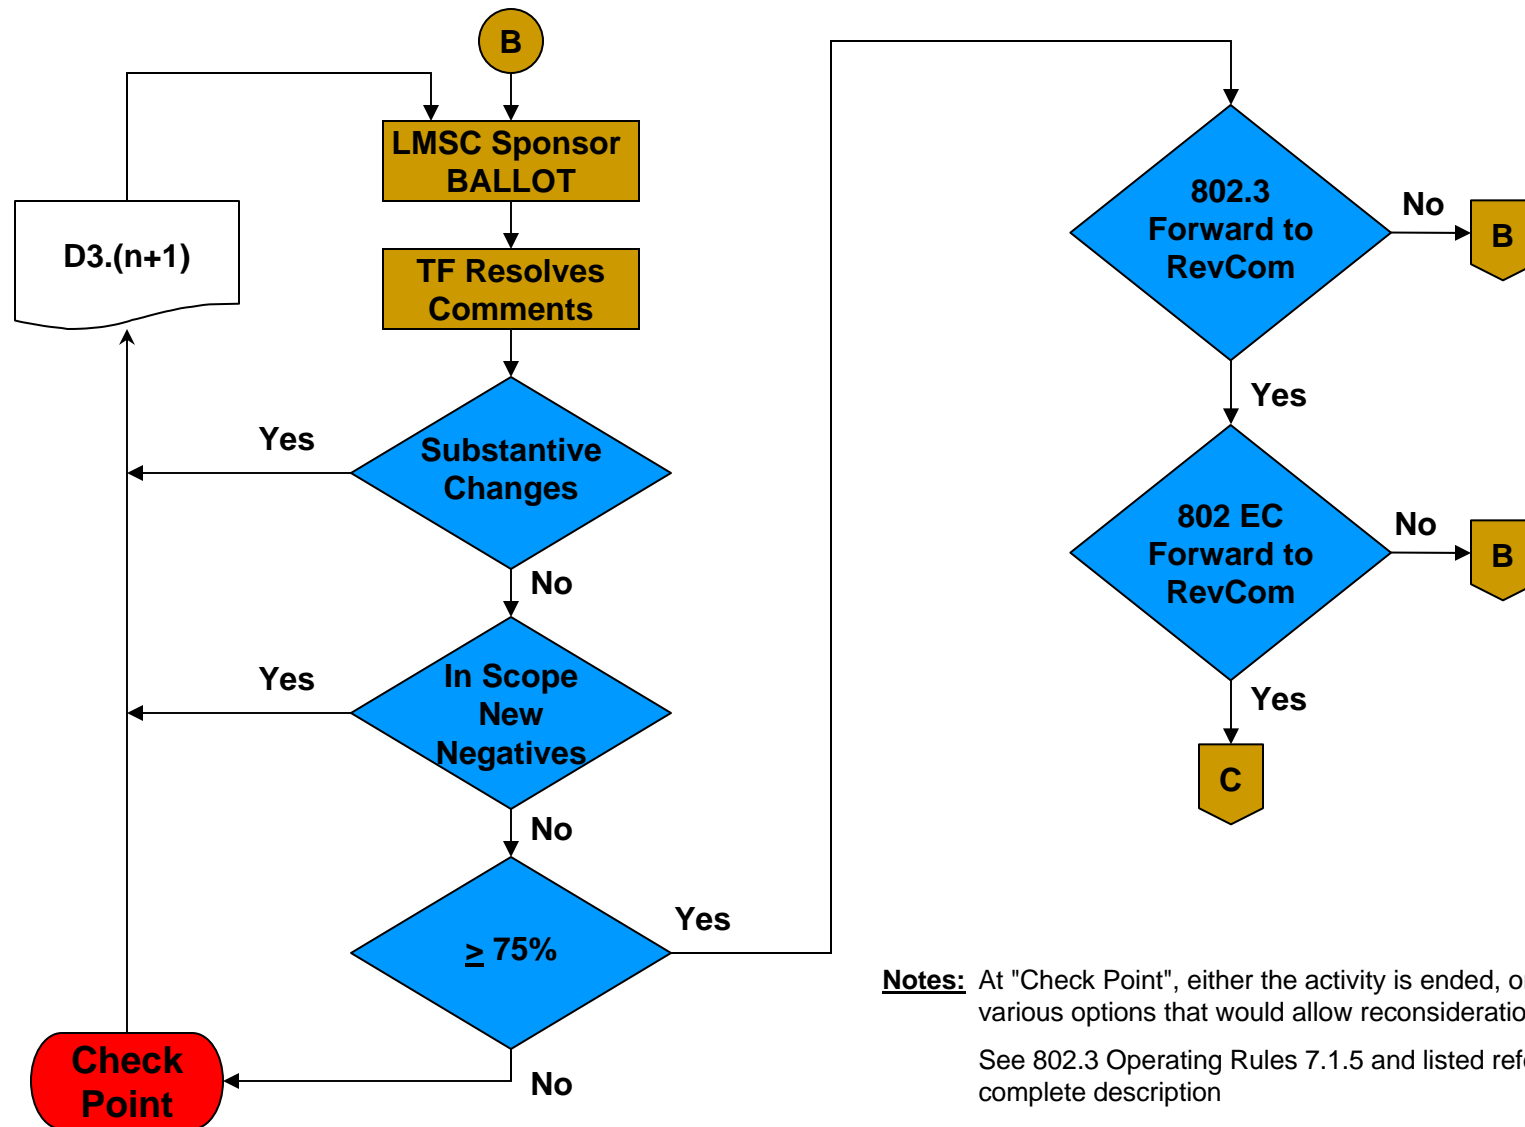 B
LMSC Sponsor
BALLOT
D3.(n+1)
TF Resolves
Comments
Yes
Substantive
Changes
No
Yes
In Scope
New
Negatives
No
≥ 75%
Yes
No
Check
Point
802.3
Forward to
RevCom
No
B
Yes
802 EC
Forward to
RevCom
No
B
Yes
C
Notes: At "Check Point", either the activity is ended, or
various options that would allow
See 802.3 Operating Rules 7.1.5 and listed
complete description